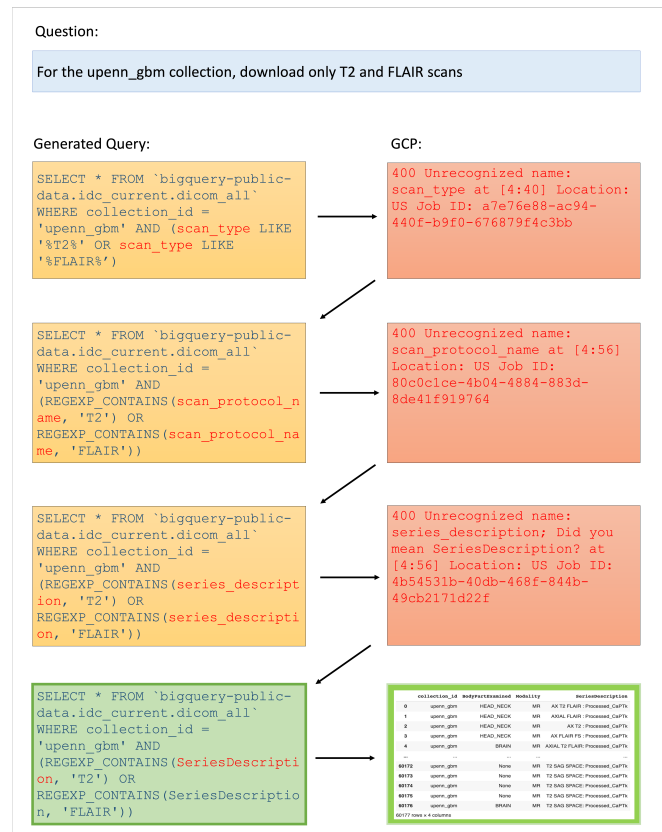 Question:
For the upenn_gbm collection, download only T2 and FLAIR scans
Generated Query:
GCP:
SELECT * FROM `bigquery-public-
data.idc_current.dicom_all`
WHERE collection_id =
'upenn_gbm' AND (scan_type LIKE
'%T2%' OR scan_type LIKE
'%FLAIR%’)
400 Unrecognized name:
scan_type at [4:40] Location:
US Job ID: a7e76e88-ac94-
440f-b9f0-676879f4c3bb
SELECT * FROM `bigquery-public-
data.idc_current.dicom_all`
WHERE collection_id =
'upenn_gbm' AND
(REGEXP_CONTAINS(scan_protocol_n
ame, 'T2') OR
REGEXP_CONTAINS(scan_protocol_na
me, 'FLAIR'))
400 Unrecognized name:
scan_protocol_name at [4:56]
Location: US Job ID:
80c0c1ce-4b04-4884-883d-
8de41f919764
SELECT * FROM `bigquery-public-
data.idc_current.dicom_all`
WHERE collection_id =
'upenn_gbm' AND
(REGEXP_CONTAINS(series_descript
ion, 'T2') OR
REGEXP_CONTAINS(series_descripti
on, 'FLAIR'))
400 Unrecognized name:
series_description; Did you
mean SeriesDescription? at
[4:56] Location: US Job ID:
4b54531b-40db-468f-844b-
49cb2171d22f
SELECT * FROM `bigquery-public-
data.idc_current.dicom_all`
WHERE collection_id =
'upenn_gbm' AND
(REGEXP_CONTAINS(SeriesDescripti
on, 'T2') OR
REGEXP_CONTAINS(SeriesDescriptio
n, 'FLAIR'))
collection_id BodyPartExamined Modality SeriesDescription
0 upenn_gbm HEAD_NECK MR AX T2 FLAIR : Processed_CaPTk
1 upenn_gbm HEAD_NECK MR AXIAL FLAIR : Processed_CaPTk
2 upenn_gbm HEAD_NECK MR AX T2 : Processed_CaPTk
3 upenn_gbm HEAD_NECK MR AX FLAIR FS : Processed_CaPTk
4 upenn_gbm BRAIN MR AXIAL T2 FLAIR: Processed_CaPTk
... ... ... ... ...
60172 upenn_gbm None MR T2 SAG SPACE: Processed_CaPTk
60173 upenn_gbm None MR T2 SAG SPACE: Processed_CaPTk
60174 upenn_gbm None MR T2 SAG SPACE: Processed_CaPTk
60175 upenn_gbm None MR T2 SAG SPACE: Processed_CaPTk
60176 upenn_gbm BRAIN MR T2 SAG SPACE: Processed_CaPTk
60177 rows × 4 columns